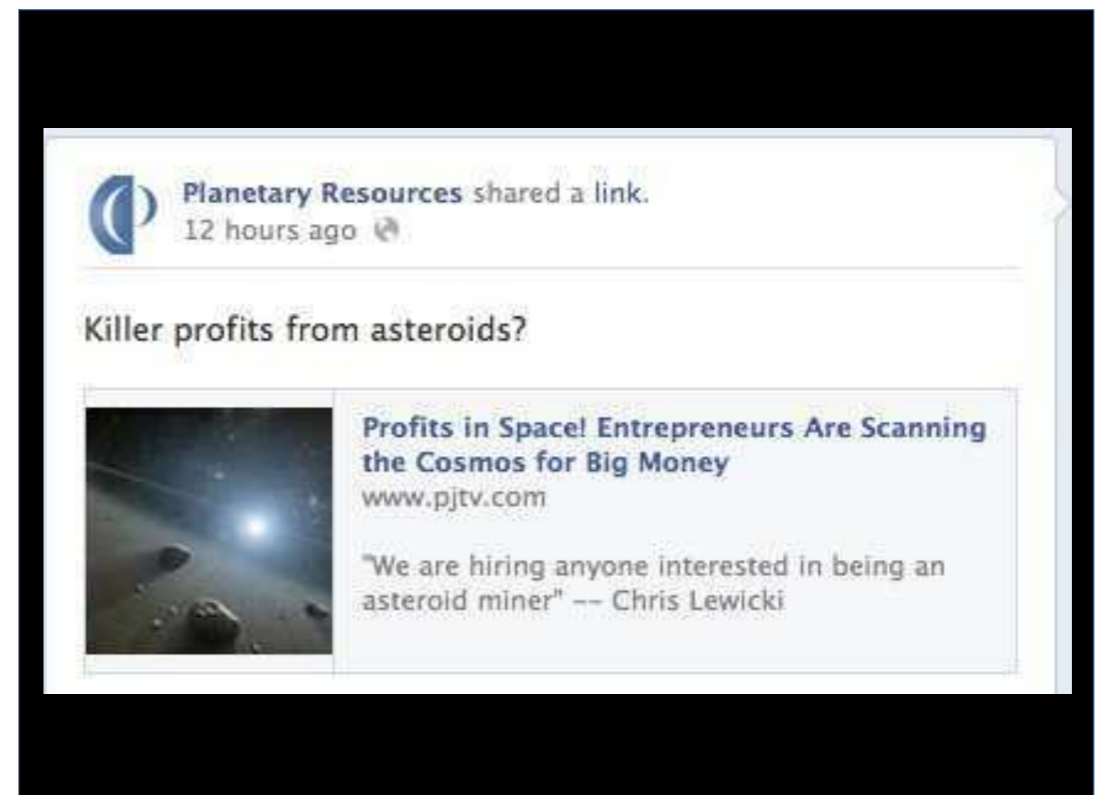 Planetary Resources shared a link.
12 hours ago
Killer profits from asteroids?
Profits in Space! Entrepreneurs Are Scanning
the Cosmos for Big Money
www.pjtv.com
"We are hiring anyone interested in being an
asteroid miner" -- Chris Lewicki